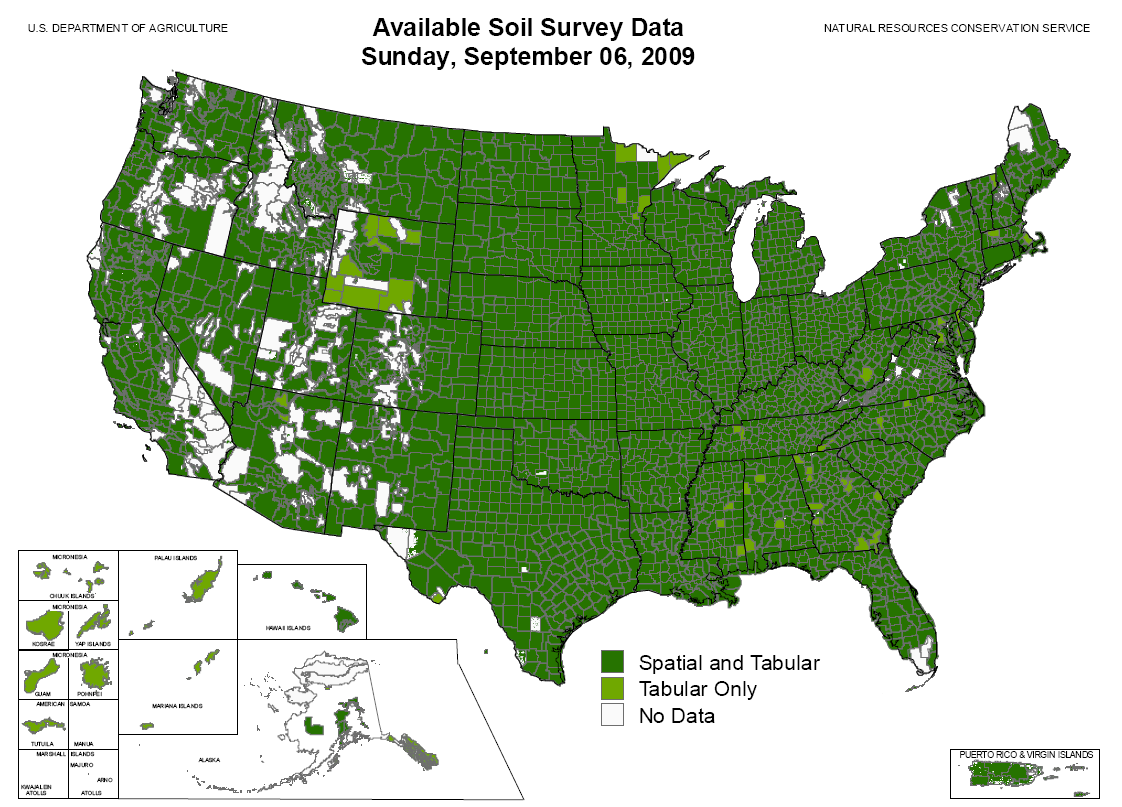 U.S. DEPARTMENT OF AGRICULTURE
Available Soil Survey Data
Sunday, September 06, 2009
NATURAL RESOURCES CONSERVATION SERVICE
MICRONESIA
CHUUK ISLANDS
PALAU ISLANDS
HAWAII ISLANDS
MICRONESIA
KOSRAE
YAP ISLANDS
MICRONESIA
GUAM
POHNPEI
MARIANA ISLANDS
AMERICAN SAMOA
TUTUILA
MANUA
MARSHALL ISLANDS
MAJURO
ARNO
KWAJALEIN
ATOLLS
ATOLLS
ALASKA
Spatial and Tabular
Tabular Only
No Data
PUERTO RICO & VIRGIN ISLANDS